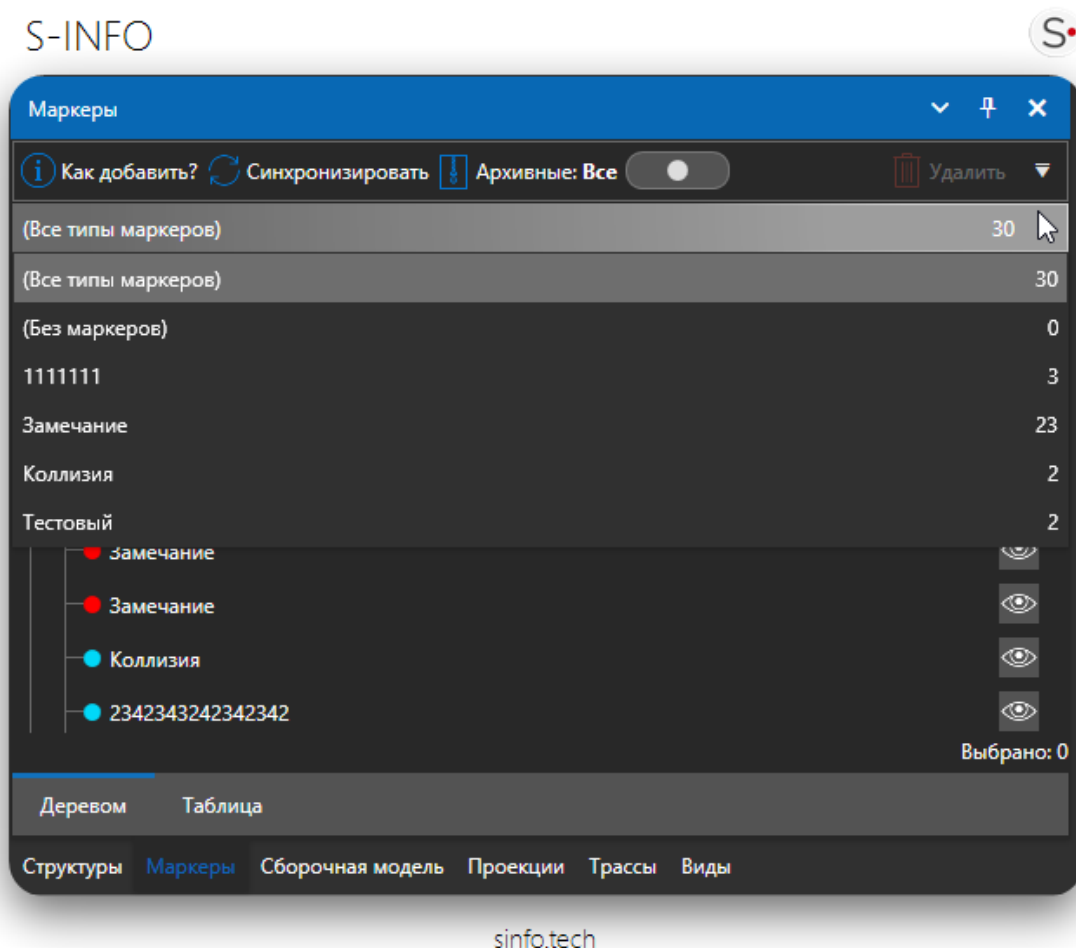 S-INFO
S
Маркеры
Как добавить? Синхронизировать Архивные: Все Удалить
(Все типы маркеров) 30
(Все типы маркеров) 30
(Без маркеров) 0
1111111 3
Замечание 23
Коллизия 2
Тестовый 2
Замечание
Замечание
Коллизия
2342343242342342
Выбрано: 0
Деревом Таблица
Структуры Маркеры Сборочная модель Проекции Трассы Виды
sinfo.tech